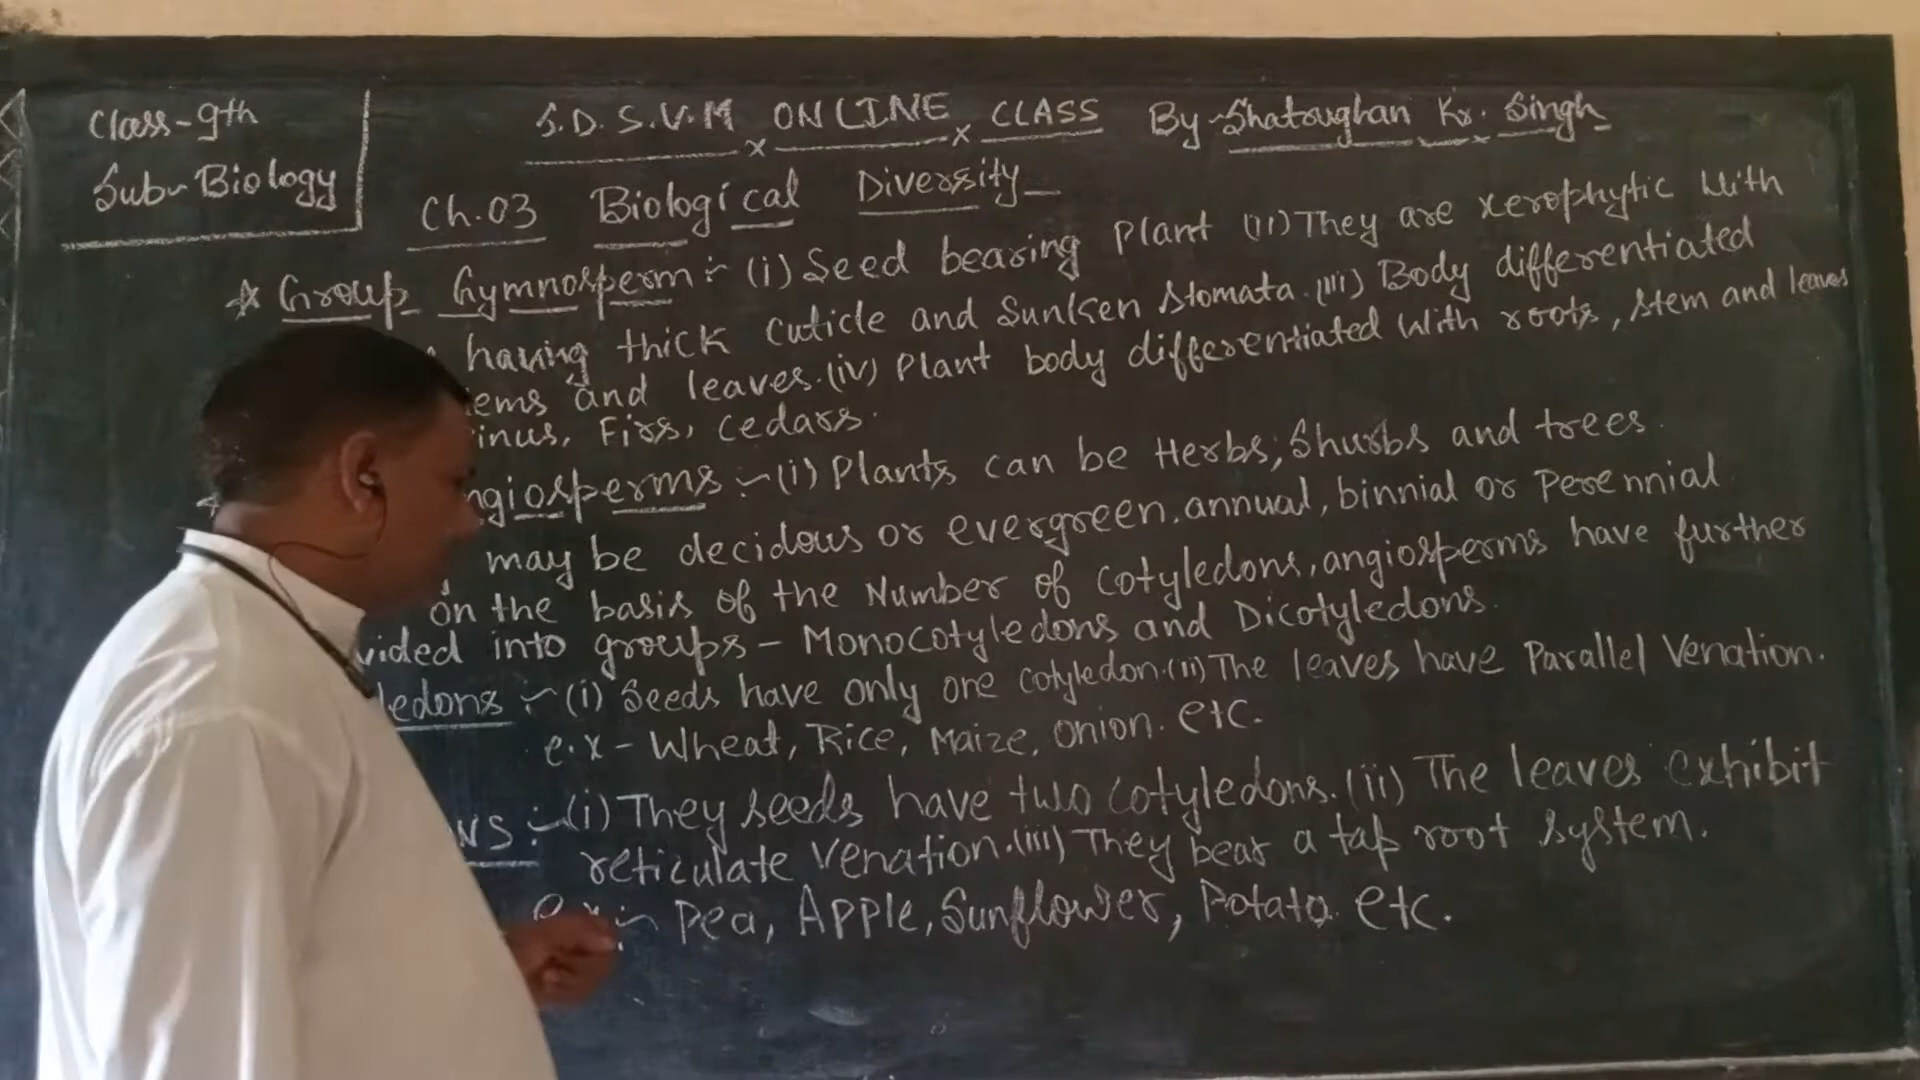 Class-9th
Sub-Biology
S.D.S.V.M x ONLINE x CLASS By-Shatrughan Kr. Singh
Ch.03 Biological Diversity
* Group Gymnosperm:- (i) Seed bearing Plant (ii) They are xerophytic With
having thick cuticle and Sunken Stomata. (iii) Body differentiated
ems and leaves. (iv) Plant body differentiated With roots, stem and leaves
inus, Firs, cedars.
ngiosperms:- (i) Plants can be Herbs; Shurbs and trees.
may be decidous or evergreen. annual, binnial or Perennial
on the basis of the Number of cotyledons, angiosperms have further
vided into groups - Monocotyledons and Dicotyledons.
ledons:- (i) Seeds have only one cotyledon. (ii) The leaves have Parallel Venation.
e.x - Wheat, Rice, Maize, Onion. etc.
NS:- (i) They seeds have two cotyledons. (ii) The leaves exhibit
reticulate venation. (iii) They bear a tap root system.
Pea, Apple, Sunflower, Potato. etc.